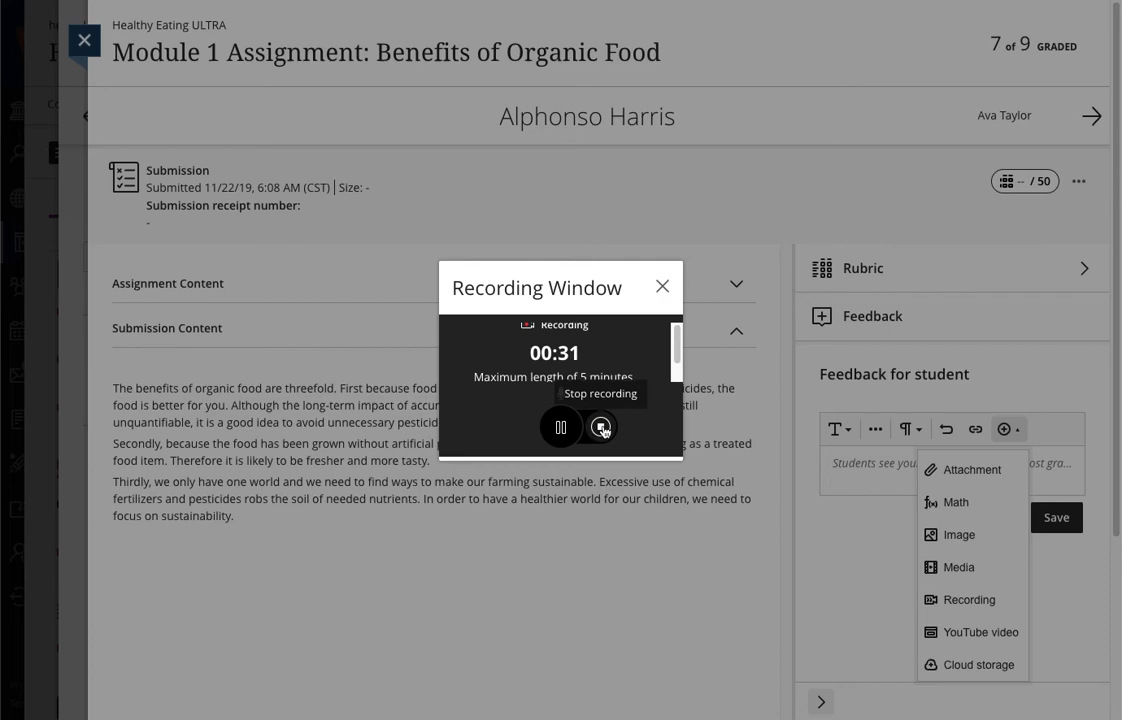 Healthy Eating ULTRA
Module 1 Assignment: Benefits of Organic Food
7 of 9 GRADED
Alphonso Harris
Ava Taylor
Submission
Submitted 11/22/19, 6:08 AM (CST) | Size: -
Submission receipt number:
-
-- / 50
Assignment Content
Submission Content
The benefits of organic food are threefold. First because food
food is better for you. Although the long-term impact of accur
still
unquantifiable, it is a good idea to avoid unnecessary pesticid
Secondly, because the food has been grown without artificial
g as a treated
food item. Therefore it is likely to be fresher and more tasty.
Thirdly, we only have one world and we need to find ways to make our farming sustainable. Excessive use of chemical
fertilizers and pesticides robs the soil of needed nutrients. In order to have a healthier world for our children, we need to
focus on sustainability.
Recording Window
Recording
00:31
Maximum length of 5 minutes
Stop recording
Rubric
Feedback
Feedback for student
Students see you
ost gra...
Attachment
Math
Image
Media
Recording
YouTube video
Cloud storage
Save